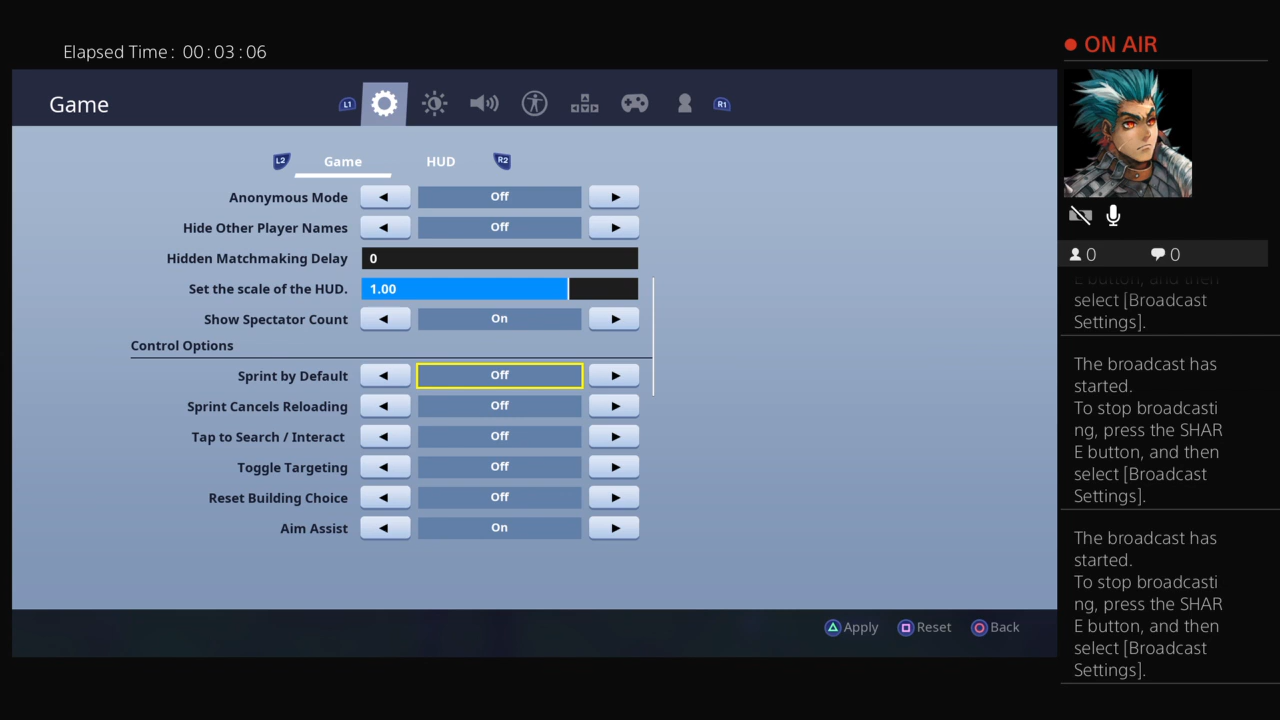 Elapsed Time: 00:03:06
ON AIR
Game
L1
R1
L2
Game
HUD
R2
Anonymous Mode
Off
Hide Other Player Names
Off
Hidden Matchmaking Delay
0
Set the scale of the HUD.
1.00
Show Spectator Count
On
Control Options
Sprint by Default
Off
Sprint Cancels Reloading
Off
Tap to Search / Interact
Off
Toggle Targeting
Off
Reset Building Choice
Off
Aim Assist
On
Apply
Reset
Back
0
0
E button, and then
select [Broadcast
Settings].
The broadcast has
started.
To stop broadcasti
ng, press the SHAR
E button, and then
select [Broadcast
Settings].
The broadcast has
started.
To stop broadcasti
ng, press the SHAR
E button, and then
select [Broadcast
Settings].